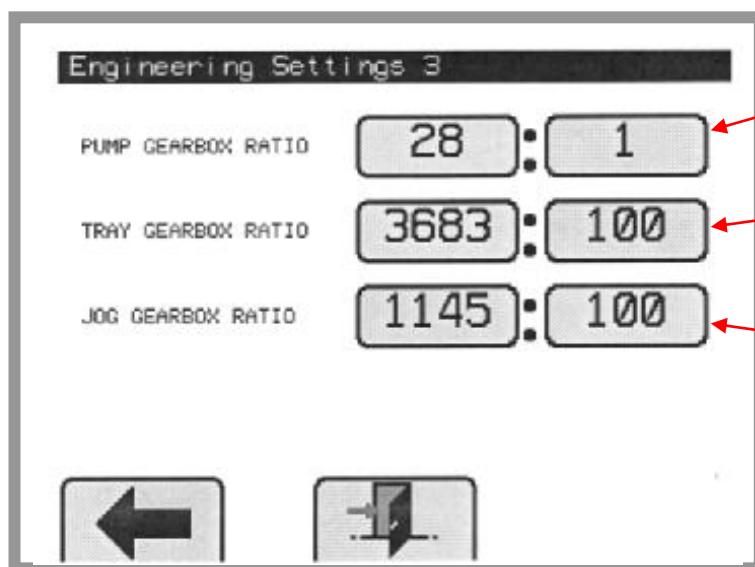 Engineering Settings 3
PUMP GEARBOX RATIO 28 : 1
TRAY GEARBOX RATIO 3683 : 100
JOG GEARBOX RATIO 1145 : 100